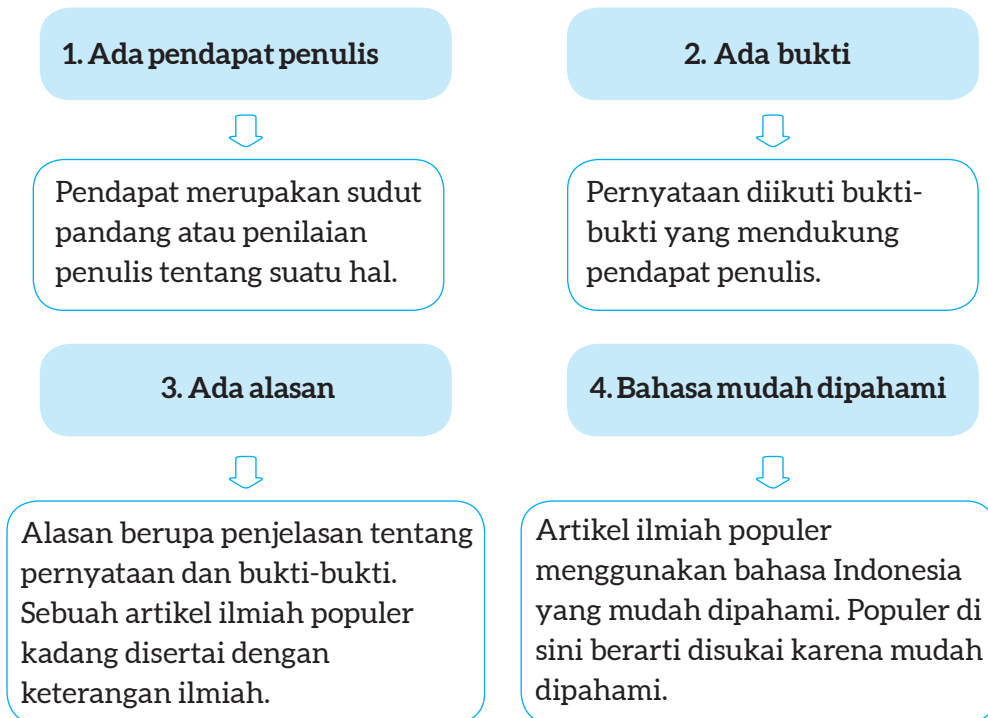 1. Ada pendapat penulis
Pendapat merupakan sudut
pandang atau penilaian
penulis tentang suatu hal.
2. Ada bukti
Pernyataan diikuti bukti-
bukti yang mendukung
pendapat penulis.
3. Ada alasan
Alasan berupa penjelasan tentang
pernyataan dan bukti-bukti.
Sebuah artikel ilmiah populer
kadang disertai dengan
keterangan ilmiah.
4. Bahasa mudah dipahami
Artikel ilmiah populer
menggunakan bahasa Indonesia
yang mudah dipahami. Populer di
sini berarti disukai karena mudah
dipahami.